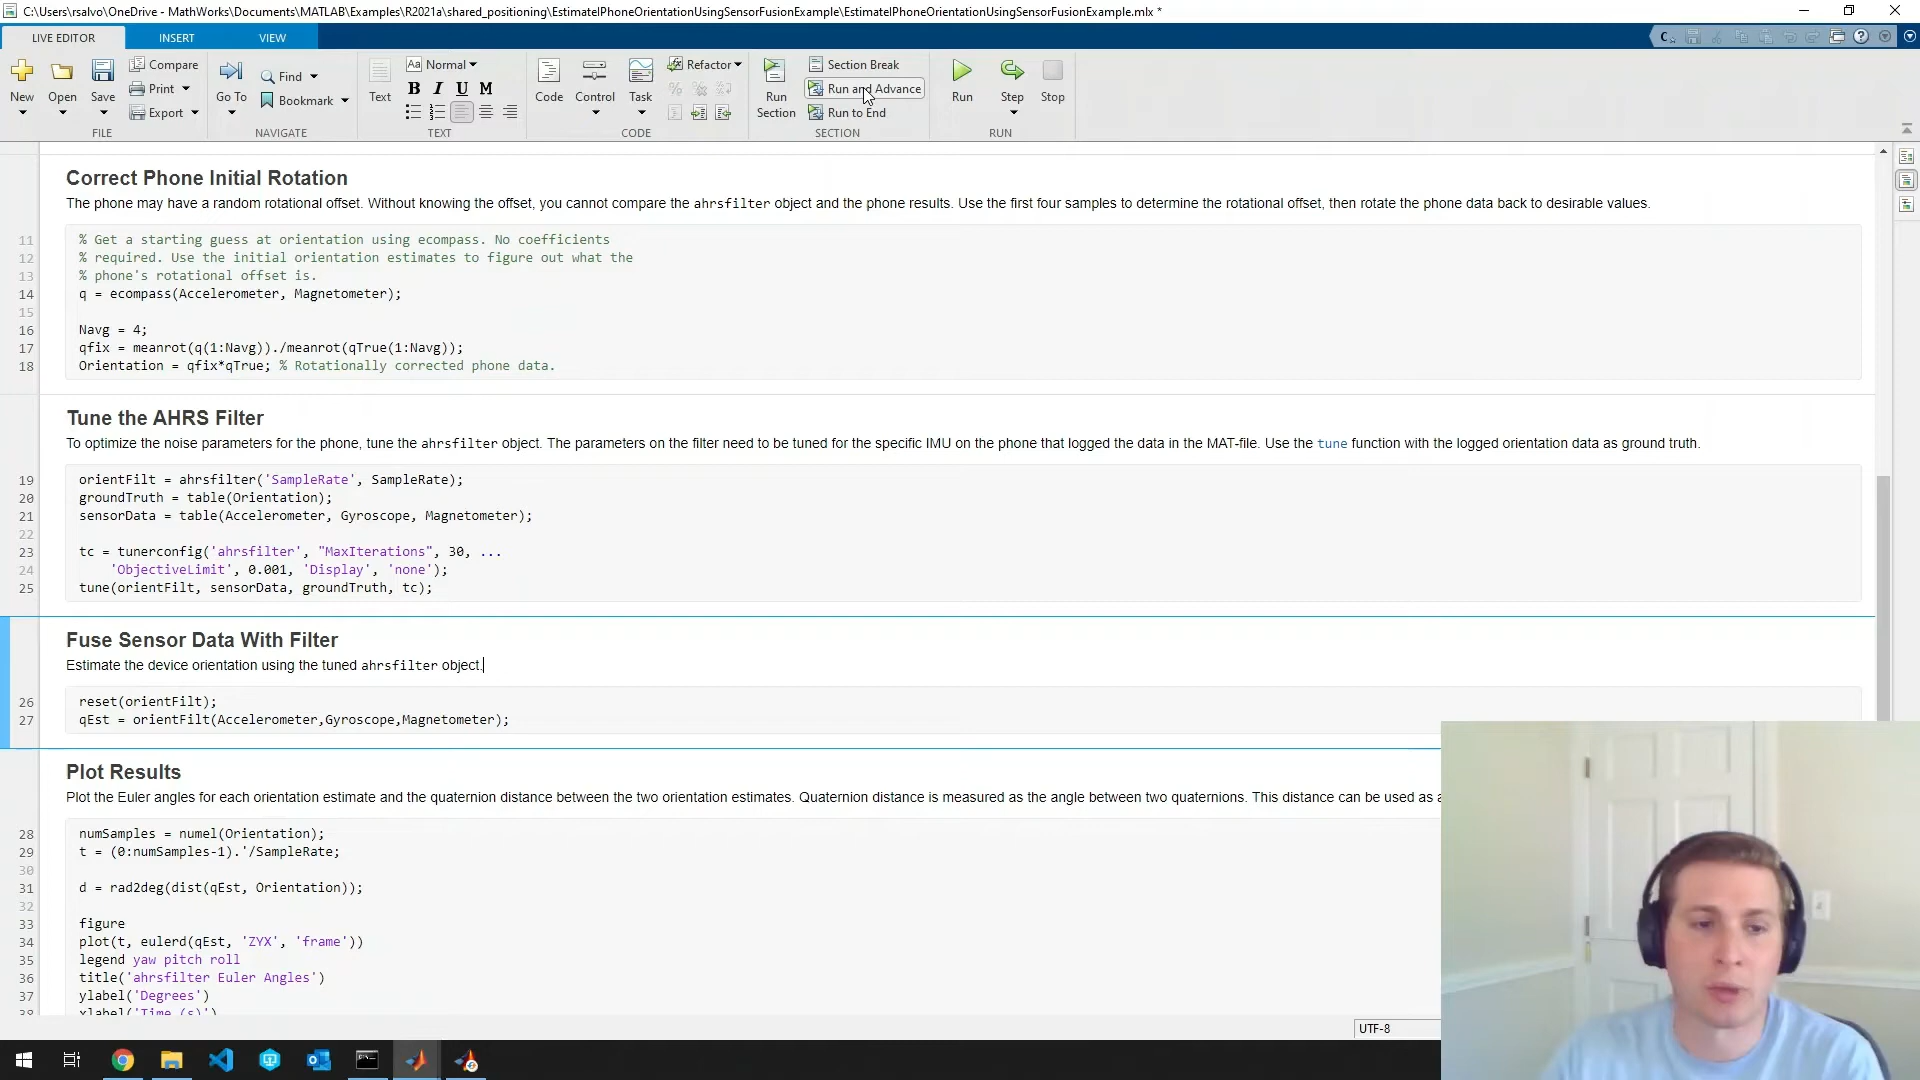 C:\Users\rsalvo\OneDrive - MathWorks\Documents\MATLAB\Examples\R2021a\shared_positioning\EstimatePhoneOrientationUsingSensorFusionExample\EstimatePhoneOrientationUsingSensorFusionExample.mlx *
LIVE EDITOR
INSERT
VIEW
New
Open
Save
Compare
Print
Export
FILE
Go To
Find
Bookmark
NAVIGATE
Text
Aa Normal
B I U M
TEXT
Code
Control
Task
Refactor
CODE
Run Section
Section Break
Run and Advance
Run to End
SECTION
Run
Step
Stop
RUN
Correct Phone Initial Rotation
The phone may have a random rotational offset. Without knowing the offset, you cannot compare the ahrsfilter object and the phone results. Use the first four samples to determine the rotational offset, then rotate the phone data back to desirable values.
11 % Get a starting guess at orientation using ecompass. No coefficients
12 % required. Use the initial orientation estimates to figure out what the
13 % phone's rotational offset is.
14 q = ecompass(Accelerometer, Magnetometer);
15
16 Navg = 4;
17 qfix = meanrot(q(1:Navg))./meanrot(qTrue(1:Navg));
18 Orientation = qfix*qTrue; % Rotationally corrected phone data.
Tune the AHRS Filter
To optimize the noise parameters for the phone, tune the ahrsfilter object. The parameters on the filter need to be tuned for the specific IMU on the phone that logged the data in the MAT-file. Use the tune function with the logged orientation data as ground truth.
19 orientFilt = ahrsfilter('SampleRate', SampleRate);
20 groundTruth = table(Orientation);
21 sensorData = table(Accelerometer, Gyroscope, Magnetometer);
22
23 tc = tunerconfig('ahrsfilter', "MaxIterations", 30, ...
24 'ObjectiveLimit', 0.001, 'Display', 'none');
25 tune(orientFilt, sensorData, groundTruth, tc);
Fuse Sensor Data With Filter
Estimate the device orientation using the tuned ahrsfilter object.
26 reset(orientFilt);
27 qEst = orientFilt(Accelerometer,Gyroscope,Magnetometer);
Plot Results
Plot the Euler angles for each orientation estimate and the quaternion distance between the two orientation estimates. Quaternion distance is measured as the angle between two quaternions. This distance can be used as a
28 numSamples = numel(Orientation);
29 t = (0:numSamples-1).'/SampleRate;
30
31 d = rad2deg(dist(qEst, Orientation));
32
33 figure
34 plot(t, eulerd(qEst, 'ZYX', 'frame'))
35 legend yaw pitch roll
36 title('ahrsfilter Euler Angles')
37 ylabel('Degrees')
38 xlabel('Time (s)')
UTF-8